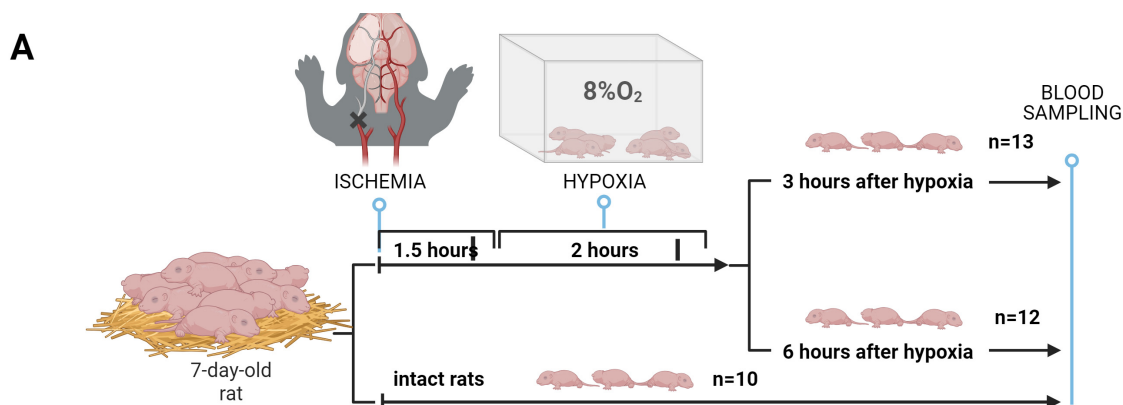 A
8%O₂
BLOOD
SAMPLING
n=13
ISCHEMIA
HYPOXIA
3 hours after hypoxia
1.5 hours
2 hours
n=12
6 hours after hypoxia
7-day-old
rat
intact rats
n=10